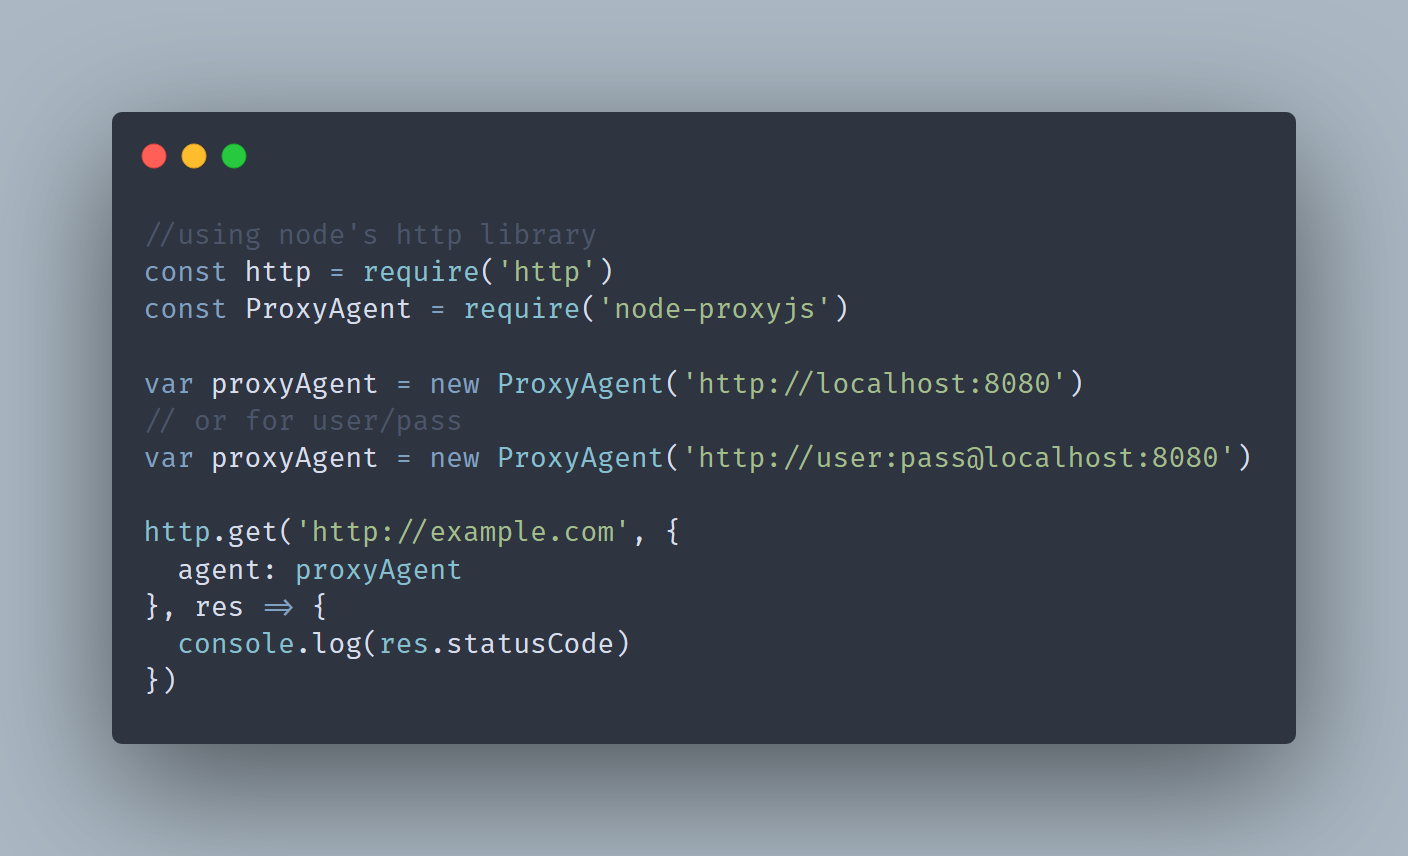 //using node's http library
const http = require('http')
const ProxyAgent = require('node-proxyjs')
var proxyAgent = new ProxyAgent('http://localhost:8080')
// or for user/pass
var proxyAgent = new ProxyAgent('http://user:pass@localhost:8080')
http.get('http://example.com', {
  agent: proxyAgent
}, res => {
  console.log(res.statusCode)
})